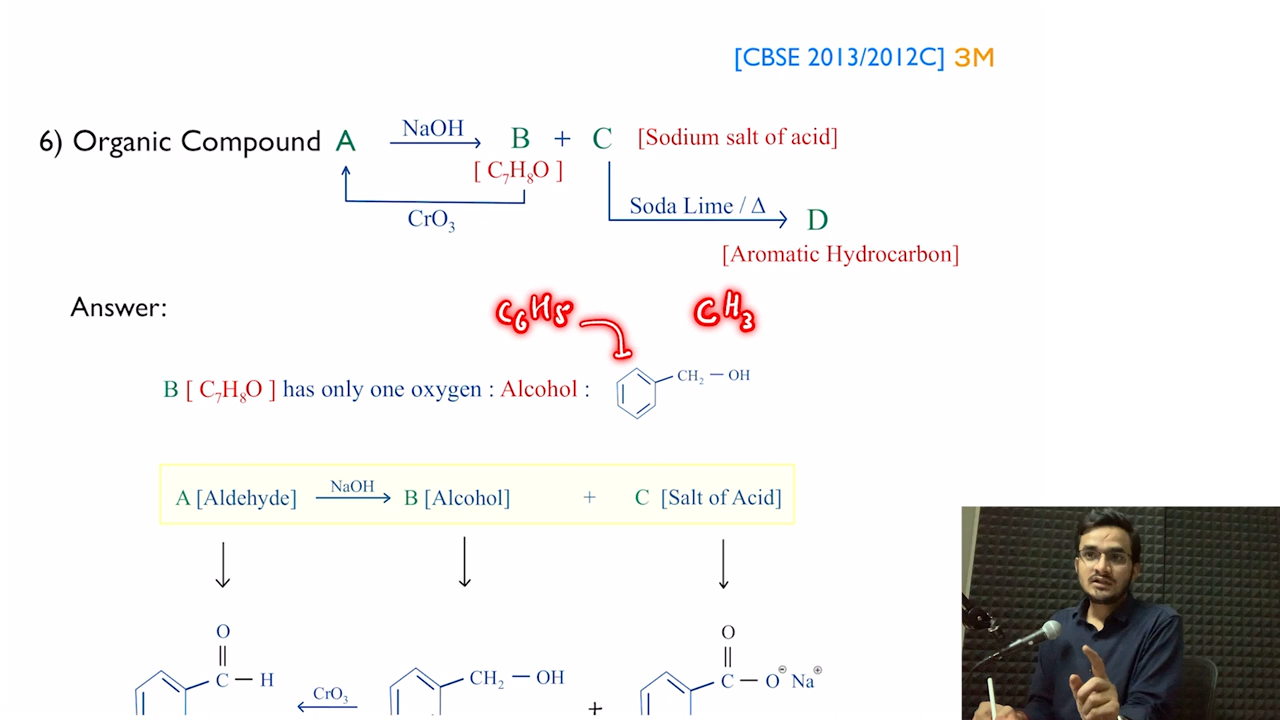 [CBSE 2013/2012C] 3M
6) Organic Compound A NaOH B + C [Sodium salt of acid]
[ C₇H₈O ]
CrO₃
Soda Lime / Δ D
[Aromatic Hydrocarbon]
Answer:
C₆H₅ CH₃
B [ C₇H₈O ] has only one oxygen : Alcohol : CH₂ — OH
A [Aldehyde] NaOH B [Alcohol] + C [Salt of Acid]
O O
C — H CH₂ — OH C — O⊖ Na⊕
CrO₃ +